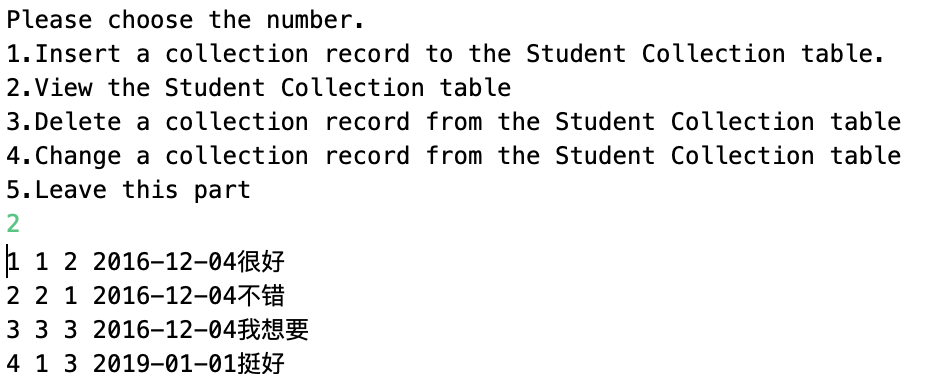 Please choose the number.
1.Insert a collection record to the Student Collection table.
2.View the Student Collection table
3.Delete a collection record from the Student Collection table
4.Change a collection record from the Student Collection table
5.Leave this part
2
1 1 2 2016-12-04很好
2 2 1 2016-12-04不错
3 3 3 2016-12-04我想要
4 1 3 2019-01-01挺好